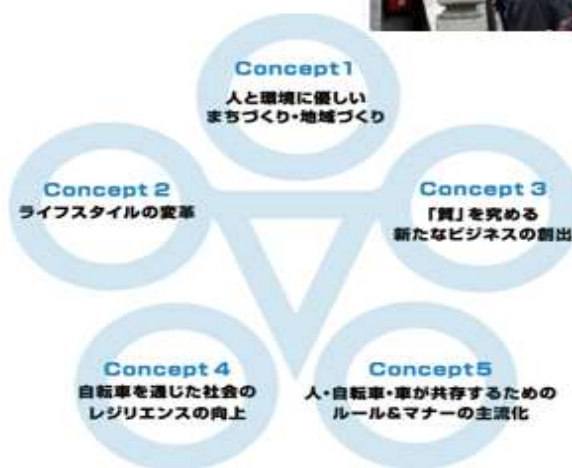 Concept1
人と環境に優しい
まちづくり・地域づくり
Concept 2
ライフスタイルの変革
Concept 3
「質」を究める
新たなビジネスの創出
Concept 4
自転車を通じた社会の
レジリエンスの向上
Concept5
人・自転車・車が共存するための
ルール&マナーの主流化